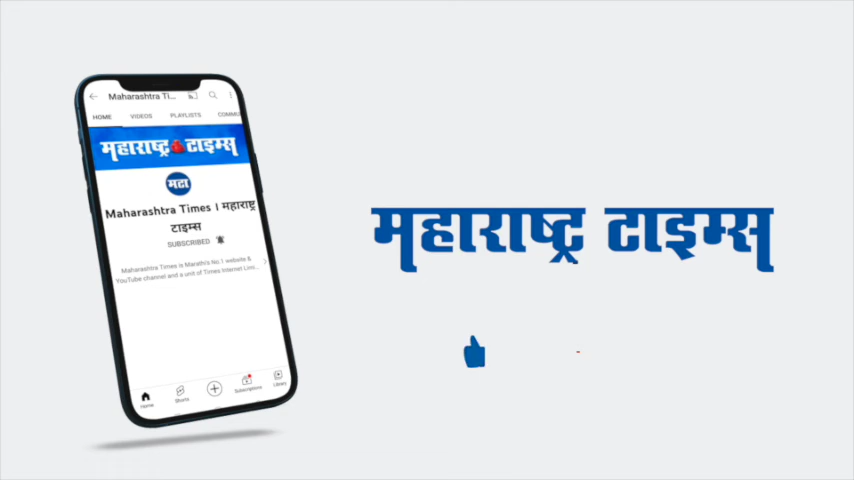 Maharashtra Ti...
HOME VIDEOS PLAYLISTS COMMU
महाराष्ट्र टाइम्स
मटा
Maharashtra Times । महाराष्ट्र
टाइम्स
SUBSCRIBED
Maharashtra Times is Marathi's No.1 website &
YouTube channel and a unit of Times Internet Limi...
Home Shorts Subscriptions Library
महाराष्ट्र टाइम्स